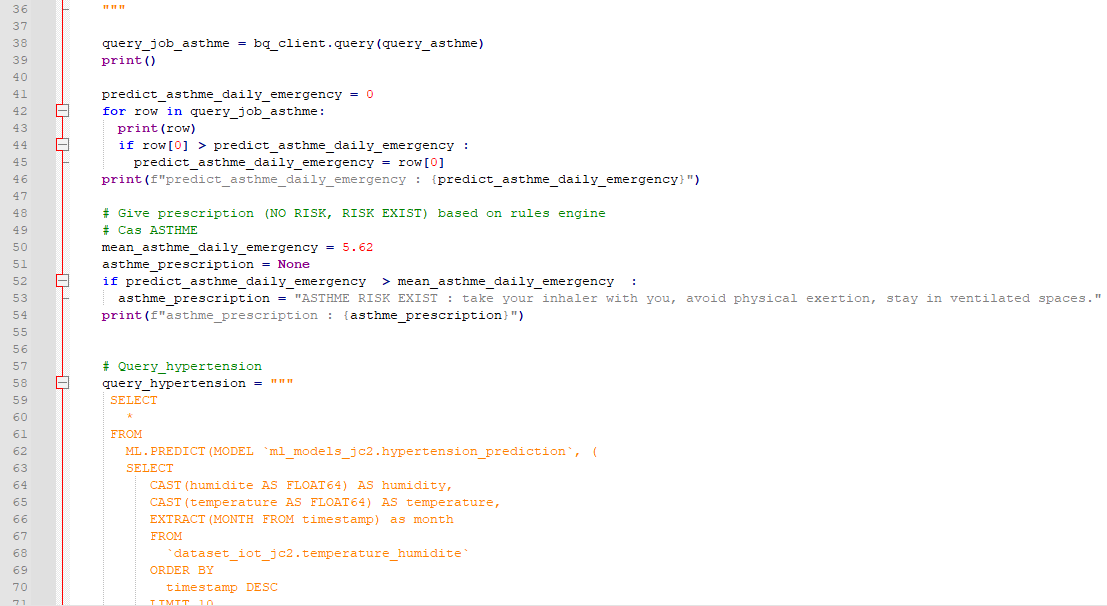 36 """
37
38 query_job_asthme = bq_client.query(query_asthme)
39 print()
40
41 predict_asthme_daily_emergency = 0
42 for row in query_job_asthme:
43 print(row)
44 if row[0] > predict_asthme_daily_emergency :
45 predict_asthme_daily_emergency = row[0]
46 print(f"predict_asthme_daily_emergency : {predict_asthme_daily_emergency}")
47
48 # Give prescription (NO RISK, RISK EXIST) based on rules engine
49 # Cas ASTHME
50 mean_asthme_daily_emergency = 5.62
51 asthme_prescription = None
52 if predict_asthme_daily_emergency  > mean_asthme_daily_emergency  :
53 asthme_prescription = "ASTHME RISK EXIST : take your inhaler with you, avoid physical exertion, stay in ventilated spaces."
54 print(f"asthme_prescription : {asthme_prescription}")
55
56
57 # Query_hypertension
58 query_hypertension = """
59 SELECT
60 *
61 FROM
62 ML.PREDICT(MODEL `ml_models_jc2.hypertension_prediction`, (
63 SELECT
64 CAST(humidite AS FLOAT64) AS humidity,
65 CAST(temperature AS FLOAT64) AS temperature,
66 EXTRACT(MONTH FROM timestamp) as month
67 FROM
68 `dataset_iot_jc2.temperature_humidite`
69 ORDER BY
70 timestamp DESC
71 LIMIT 10